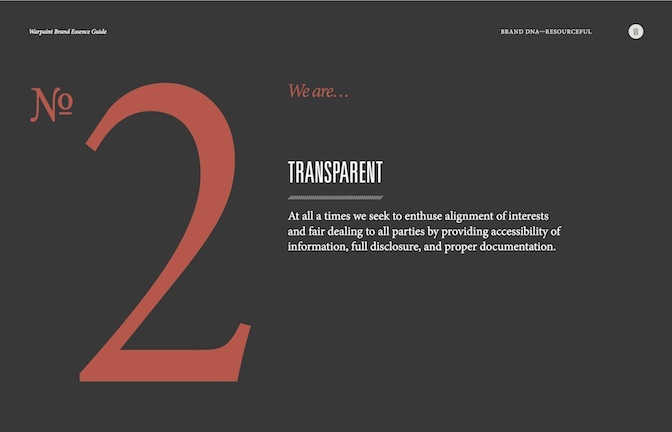 Warpaint Brand Essence Guide
BRAND DNA—RESOURCEFUL
No 2
We are…
TRANSPARENT
At all a times we seek to enthuse alignment of interests
and fair dealing to all parties by providing accessibility of
information, full disclosure, and proper documentation.